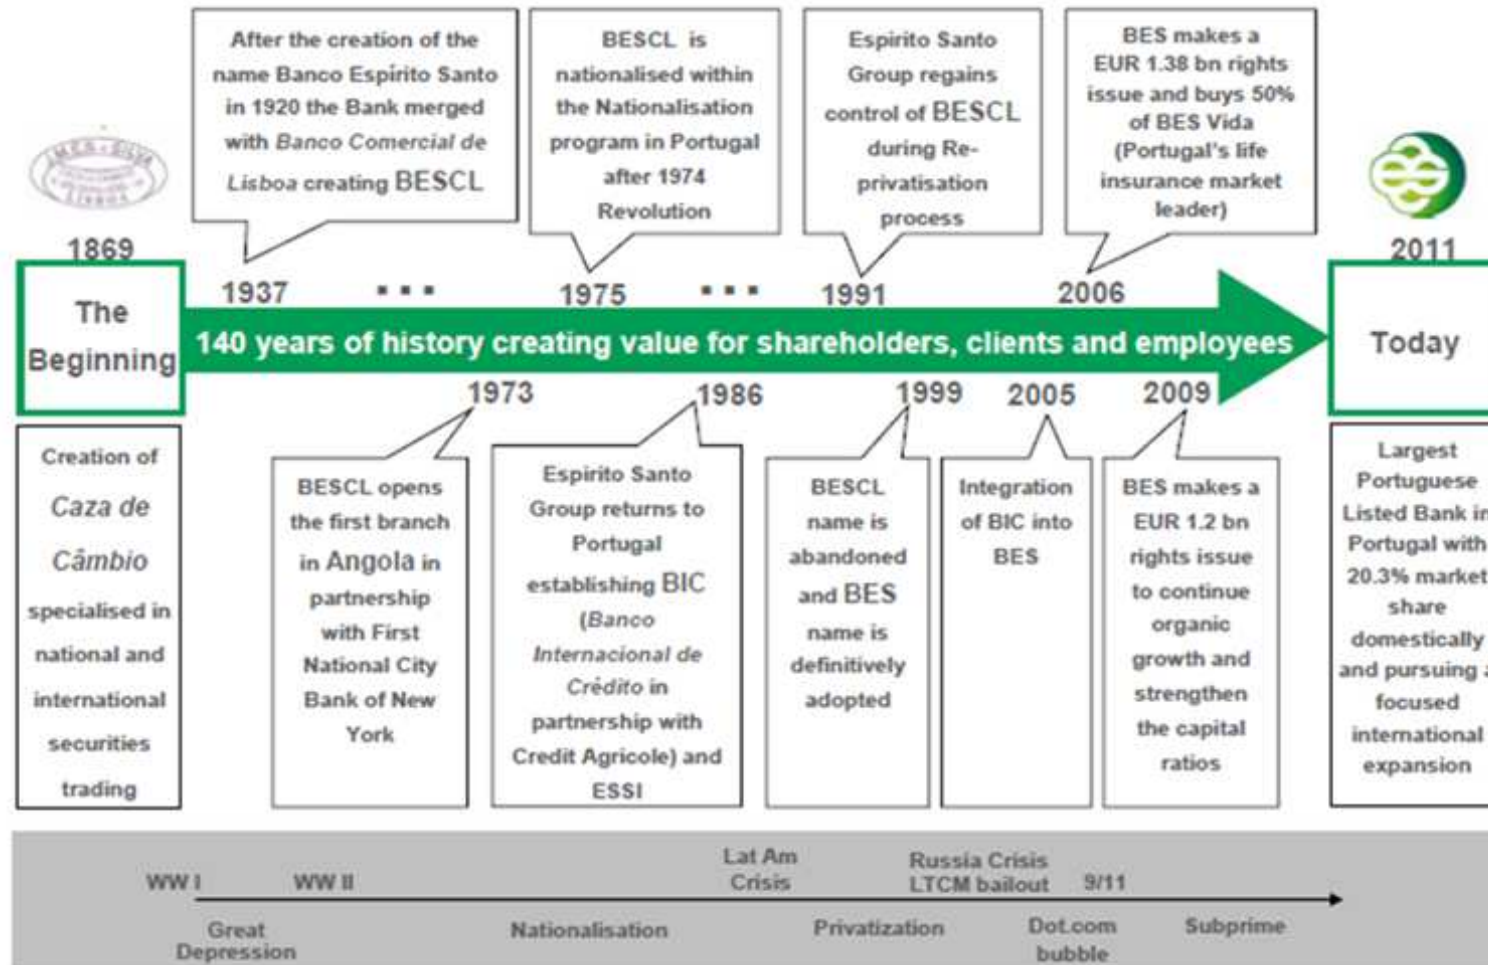 After the creation of the
name Banco Espírito Santo
in 1920 the Bank merged
with Banco Comercial de
Lisboa creating BESCL
BESCL is
nationalised within
the Nationalisation
program in Portugal
after 1974
Revolution
Espirito Santo
Group regains
control of BESCL
during Re-
privatisation
process
BES makes a
EUR 1.38 bn rights
issue and buys 50%
of BES Vida
(Portugal's life
insurance market
leader)
SILVA
LISBOA
1869
1937
...
1975
...
1991
2006
2011
The
Beginning
140 years of history creating value for shareholders, clients and employees
Today
1973
1986
1999
2005
2009
Creation of
Caza de
Câmbio
specialised in
national and
international
securities
trading
BESCL opens
the first branch
in Angola in
partnership
with First
National City
Bank of New
York
Espirito Santo
Group returns to
Portugal
establishing BIC
(Banco
Internacional de
Crédito in
partnership with
Credit Agricole) and
ESSI
BESCL
name is
abandoned
and BES
name is
definitively
adopted
Integration
of BIC into
BES
BES makes a
EUR 1.2 bn
rights issue
to continue
organic
growth and
strengthen
the capital
ratios
Largest
Portuguese
Listed Bank in
Portugal with
20.3% market
share
domestically
and pursuing a
focused
international
expansion
WW I
WW II
Lat Am
Crisis
Russia Crisis
LTCM bailout
9/11
Great
Depression
Nationalisation
Privatization
Dot.com
bubble
Subprime